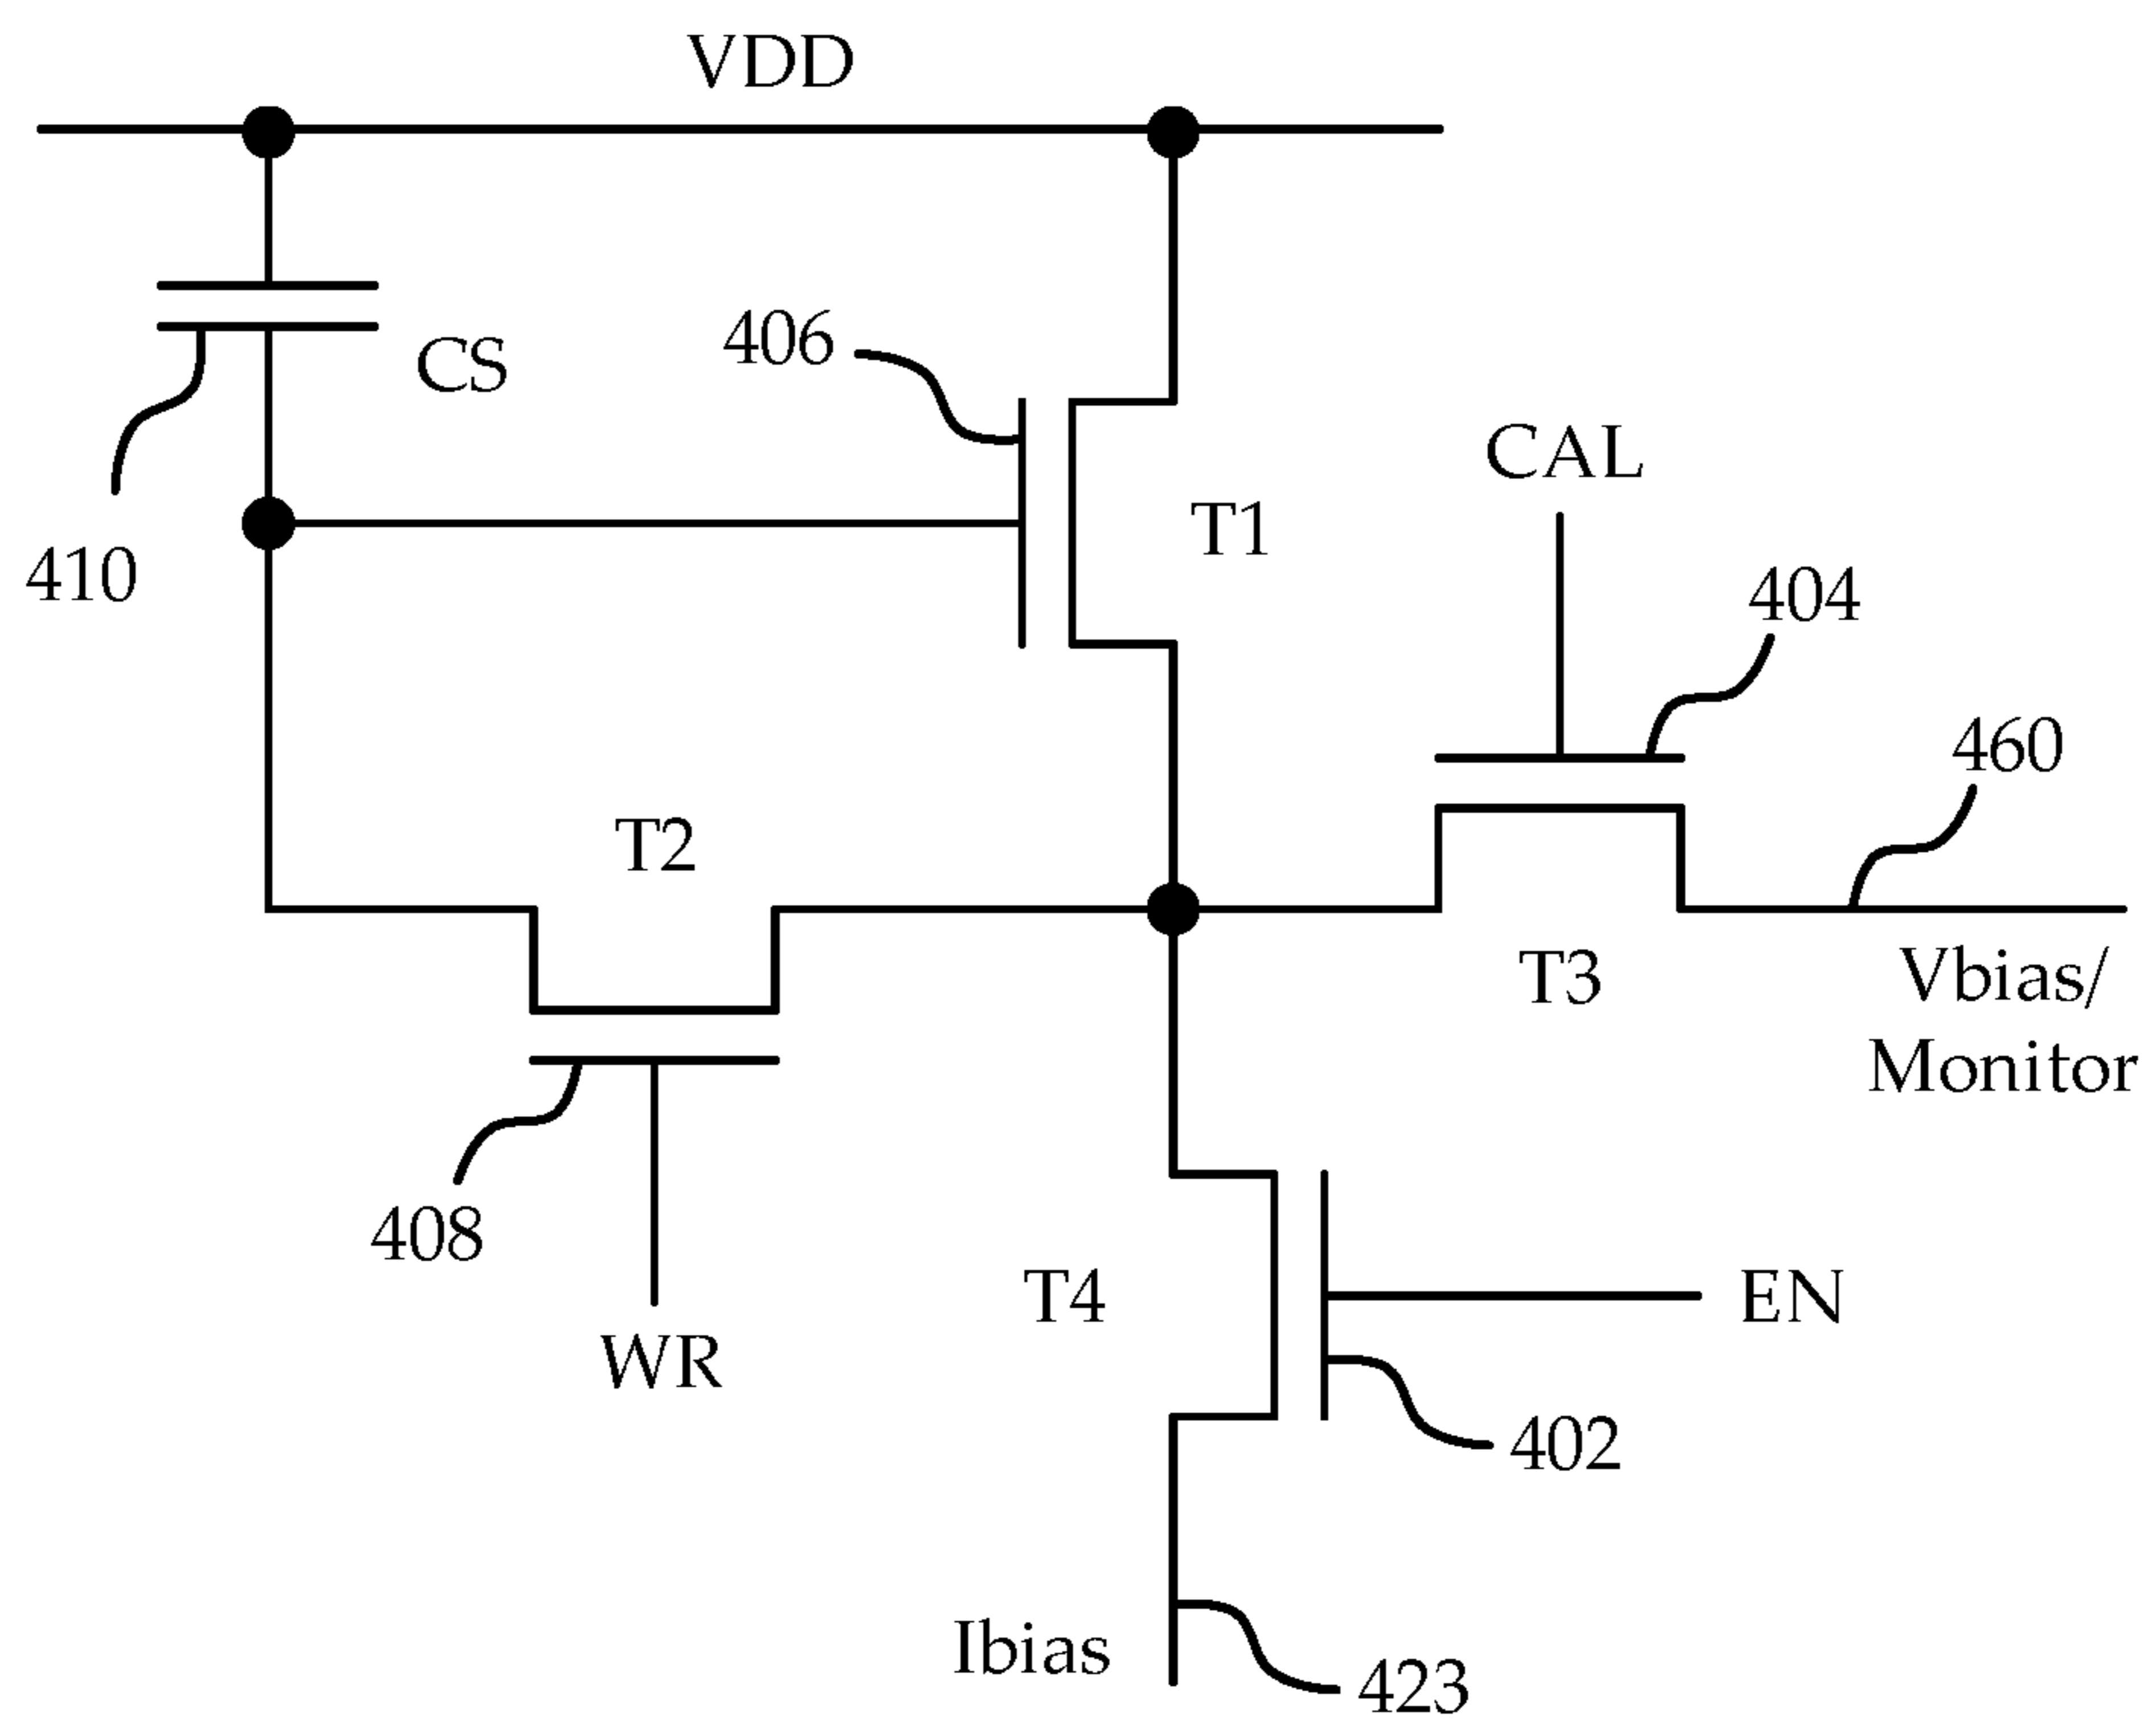 VDD
406
CS
CAL
T1
410
404
460
T2
T3
Vbias/
Monitor
408
T4
EN
WR
402
Ibias
423